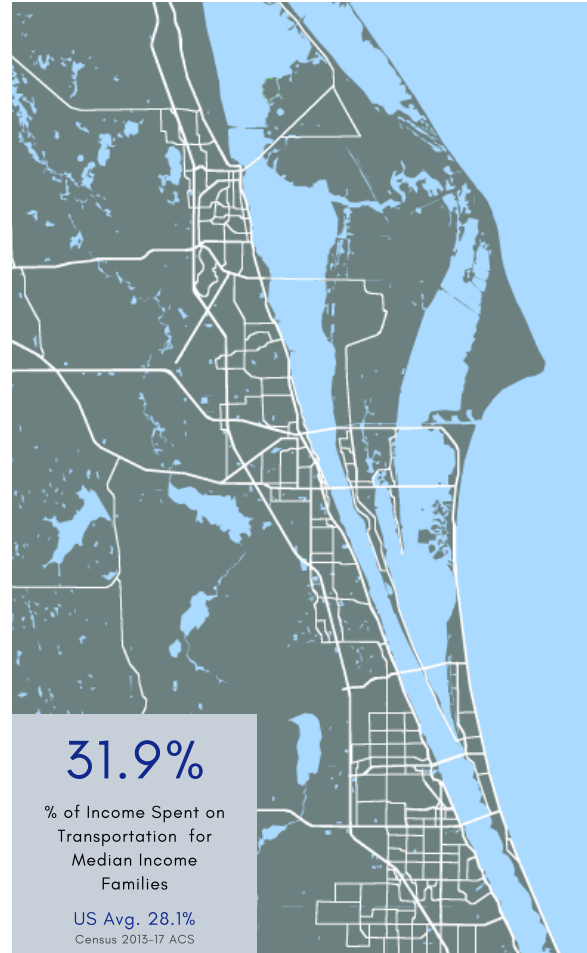 31.9%
% of Income Spent on
Transportation for
Median Income
Families
US Avg. 28.1%
Census 2013-17 ACS